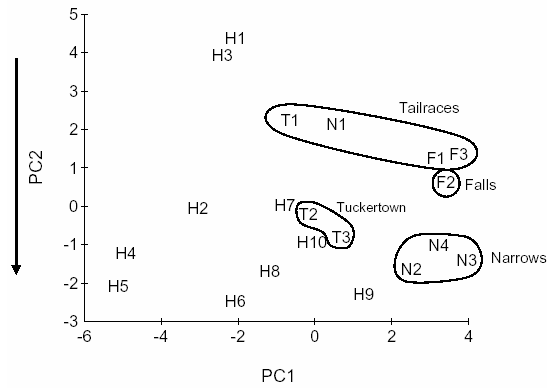 5
H1
4
H3
3
Tailraces
T1
N1
2
F1 F3
1
F2 Falls
PC2
0
H2
H7
T2
Tuckertown
H10
T3
-1
H4
N4
Narrows
N3
N2
H8
-2
H5
H6
H9
-3
-6 -4 -2 0 2 4
PC1